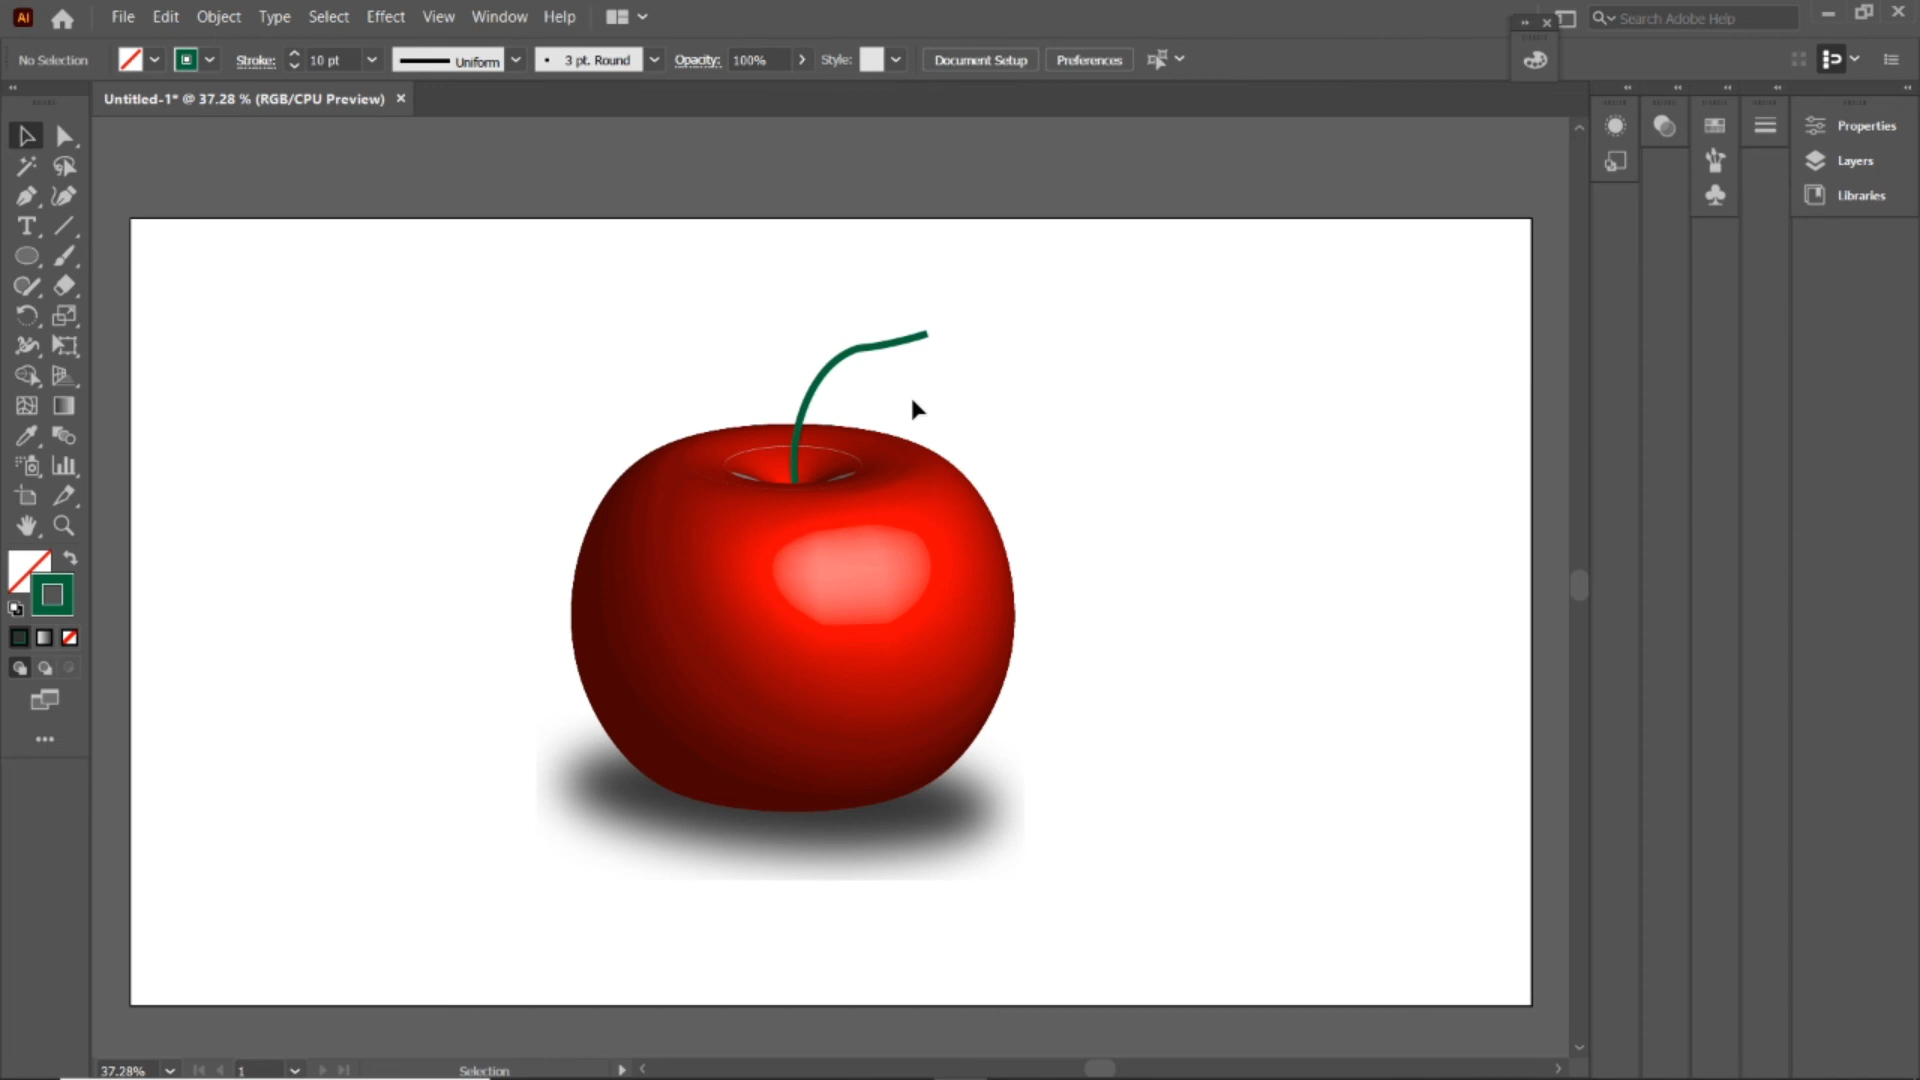 Ai File Edit Object Type Select Effect View Window Help Search Adobe Help
No Selection Stroke: 10 pt Uniform 3 pt. Round Opacity: 100% Style: Document Setup Preferences
Untitled-1* @ 37.28 % (RGB/CPU Preview)
Properties
Layers
Libraries
37.28% 1 Selection